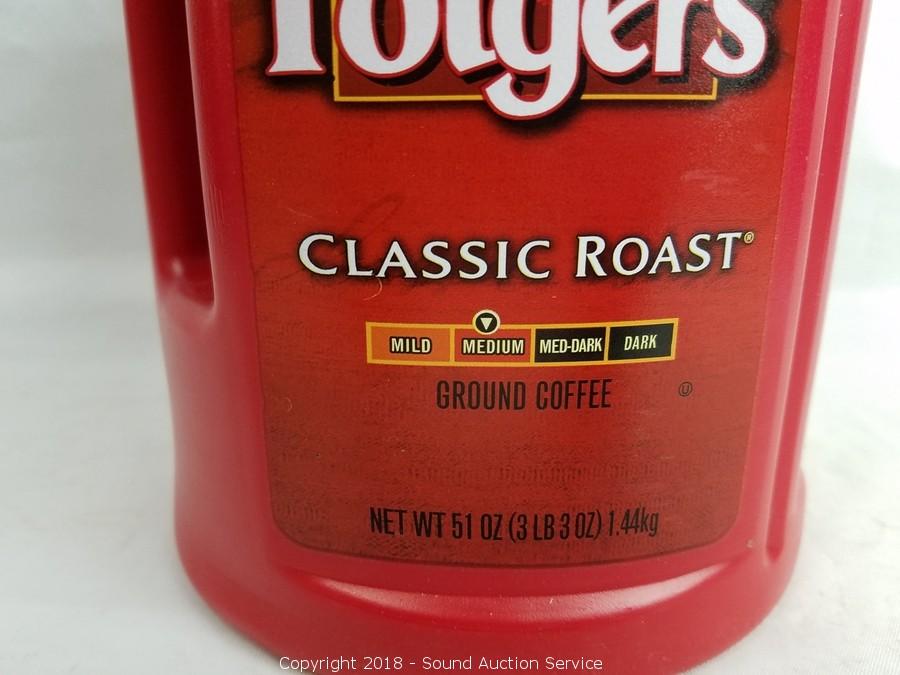 Folgers
CLASSIC ROAST®
MILD MEDIUM MED-DARK DARK
GROUND COFFEE Ⓤ
NET WT 51 OZ (3 LB 3 OZ) 1.44kg
Copyright 2018 - Sound Auction Service